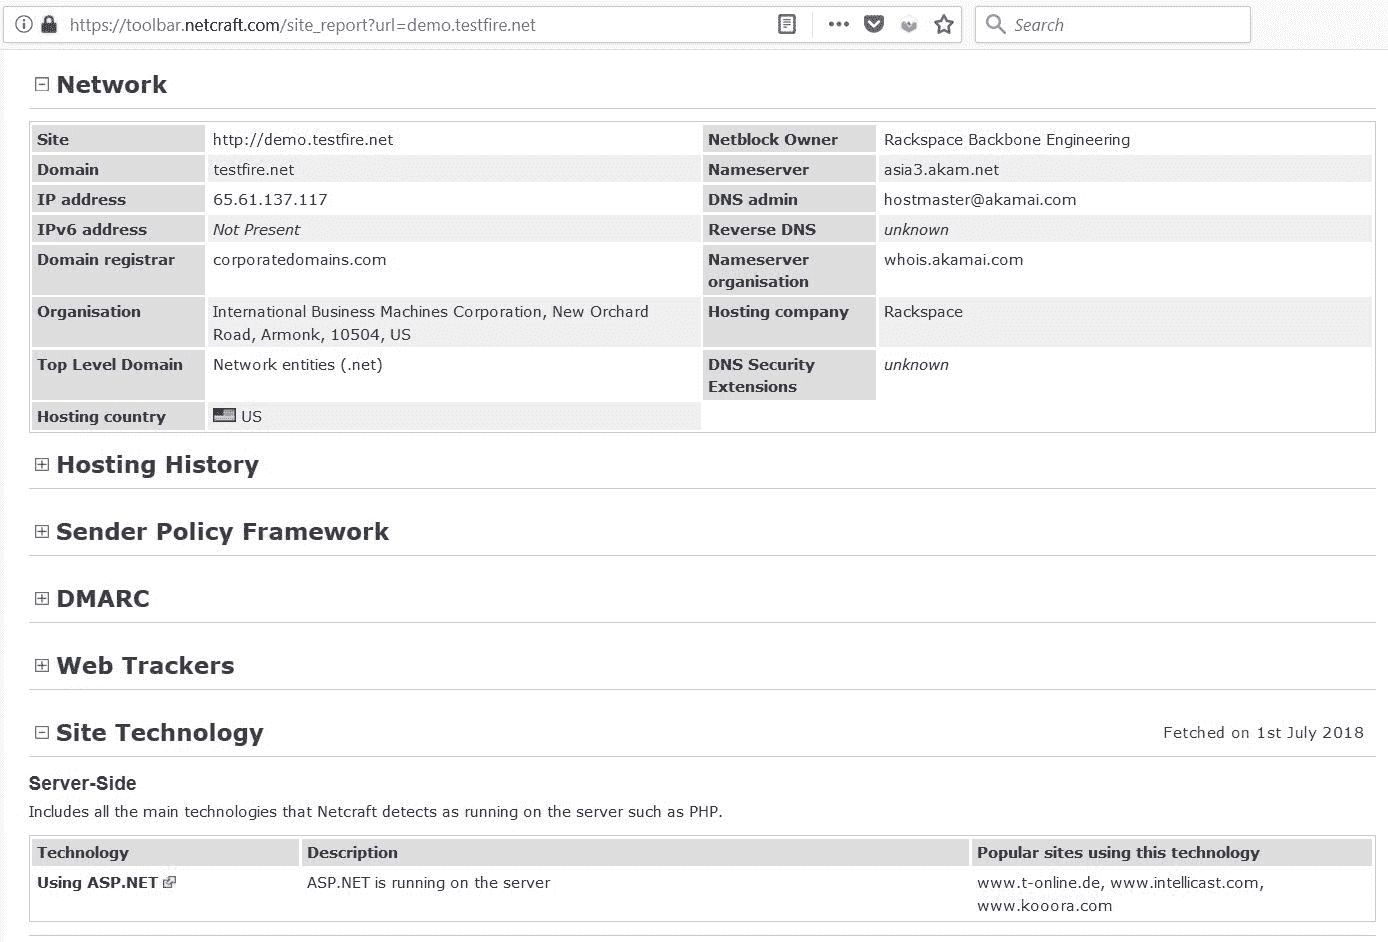 https://toolbar.netcraft.com/site_report?url=demo.testfire.net
Search
Network
Site http://demo.testfire.net Netblock Owner Rackspace Backbone Engineering
Domain testfire.net Nameserver asia3.akam.net
IP address 65.61.137.117 DNS admin hostmaster@akamai.com
IPv6 address Not Present Reverse DNS unknown
Domain registrar corporatedomains.com Nameserver whois.akamai.com
organisation
Organisation International Business Machines Corporation, New Orchard Hosting company Rackspace
Road, Armonk, 10504, US
Top Level Domain Network entities (.net) DNS Security unknown
Extensions
Hosting country US
Hosting History
Sender Policy Framework
DMARC
Web Trackers
Site Technology Fetched on 1st July 2018
Server-Side
Includes all the main technologies that Netcraft detects as running on the server such as PHP.
Technology Description Popular sites using this technology
Using ASP.NET ASP.NET is running on the server www.t-online.de, www.intellicast.com,
www.kooora.com